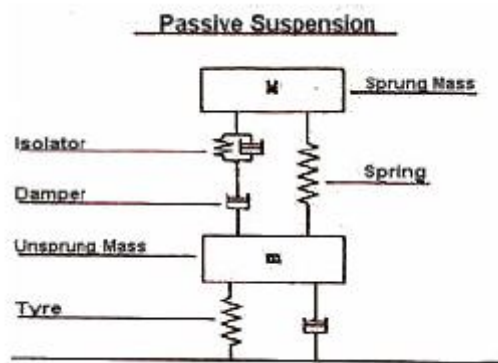 Passive Suspension
M
Sprung Mass
Isolator
Spring
Damper
Unsprung Mass
m
Tyre